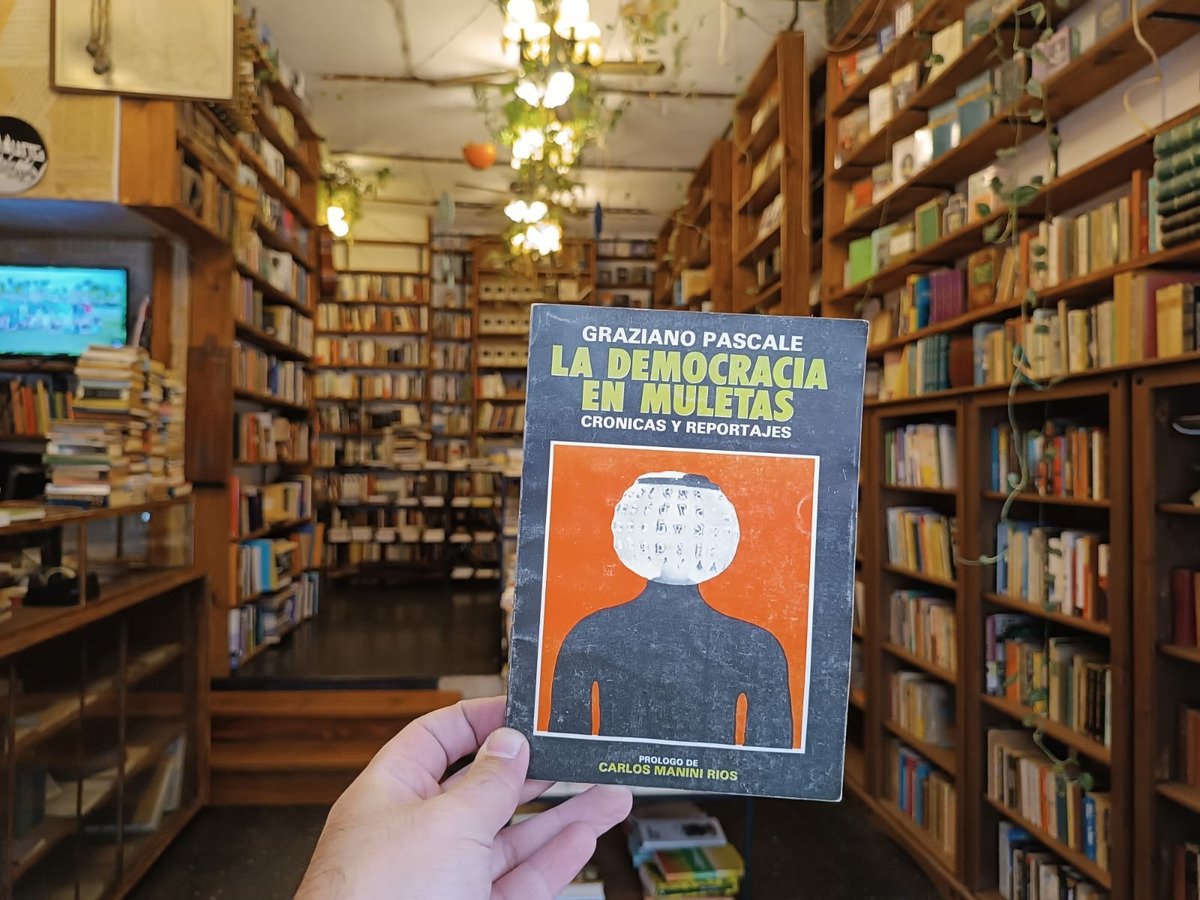 GRAZIANO PASCALE
LA DEMOCRACIA
EN MULETAS
CRONICAS Y REPORTAJES
PROLOGO DE
CARLOS MANINI RIOS